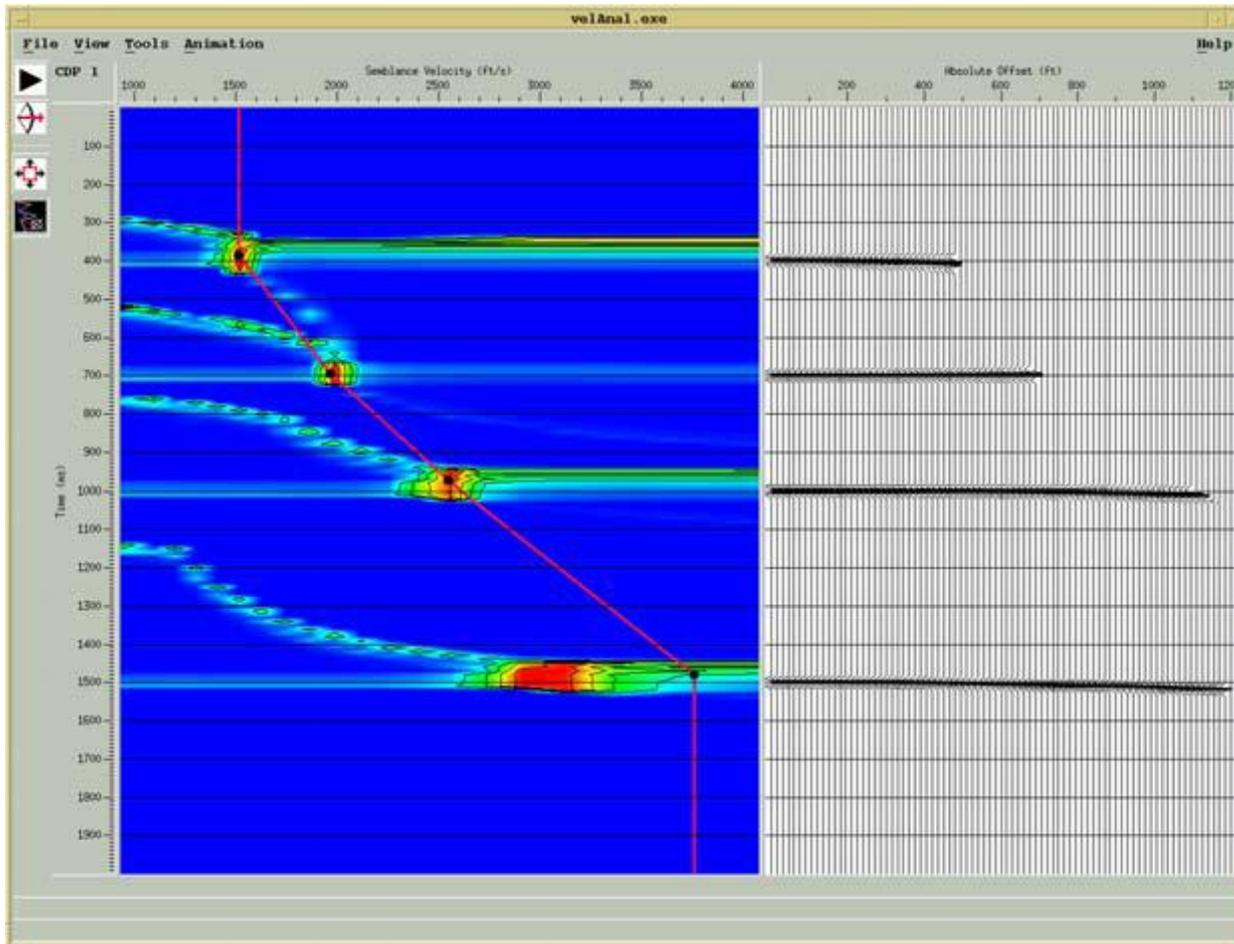 velAnal.exe
File View Tools Animation Help
CDP 1
Semblance Velocity (ft/s)
1000 1500 2000 2500 3000 3500 4000
Absolute Offset (ft)
200 400 600 800 1000 120
Time (ms)
100
200
300
400
500
600
700
800
900
1000
1100
1200
1300
1400
1500
1600
1700
1800
1900